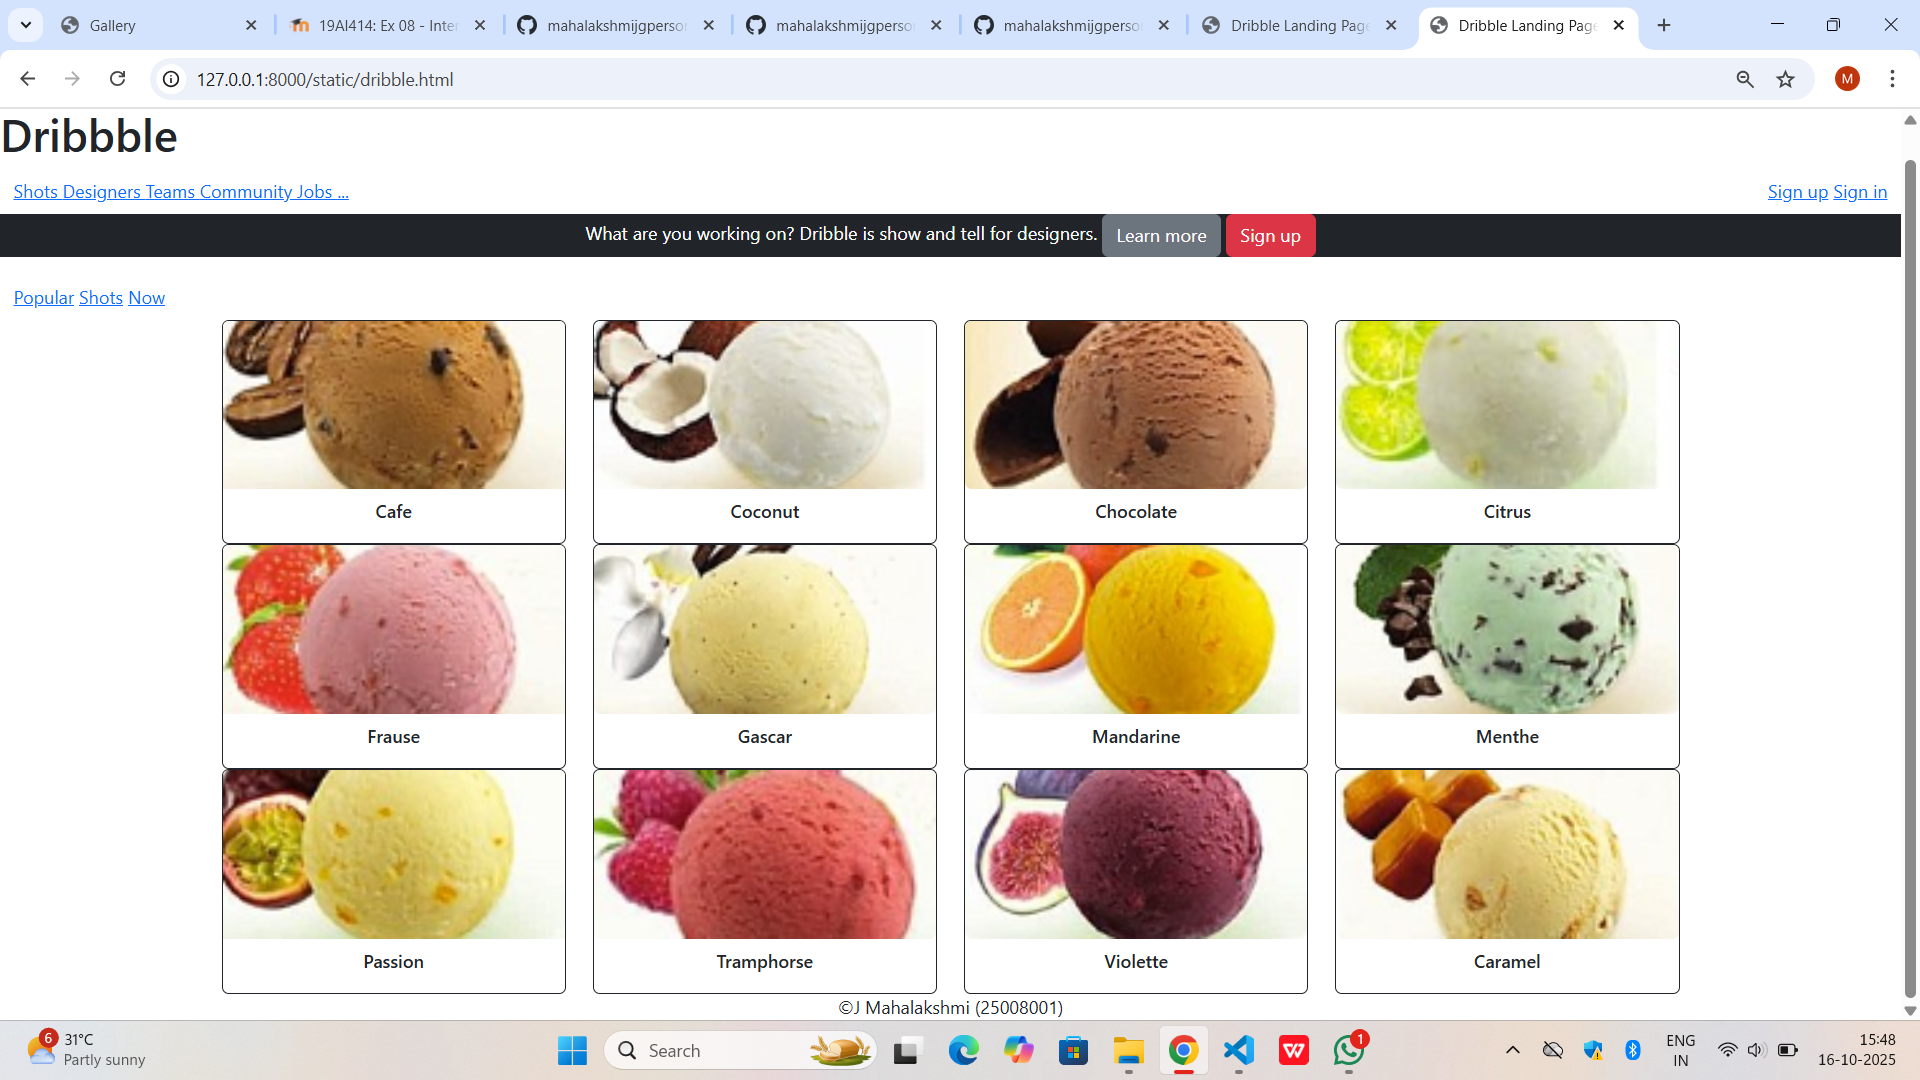 Gallery
19AI414: Ex 08 - Inter
mahalakshmijgperson
mahalakshmijgperso
mahalakshmijgperso
Dribble Landing Page
Dribble Landing Page
127.0.0.1:8000/static/dribble.html
M
Dribbble
Shots Designers Teams Community Jobs ...
Sign up Sign in
What are you working on? Dribble is show and tell for designers. Learn more Sign up
Popular Shots Now
Cafe
Coconut
Chocolate
Citrus
Frause
Gascar
Mandarine
Menthe
Passion
Tramphorse
Violette
Caramel
©J Mahalakshmi (25008001)
6
31°C
Partly sunny
Search
W
1
ENG
IN
15:48
16-10-2025